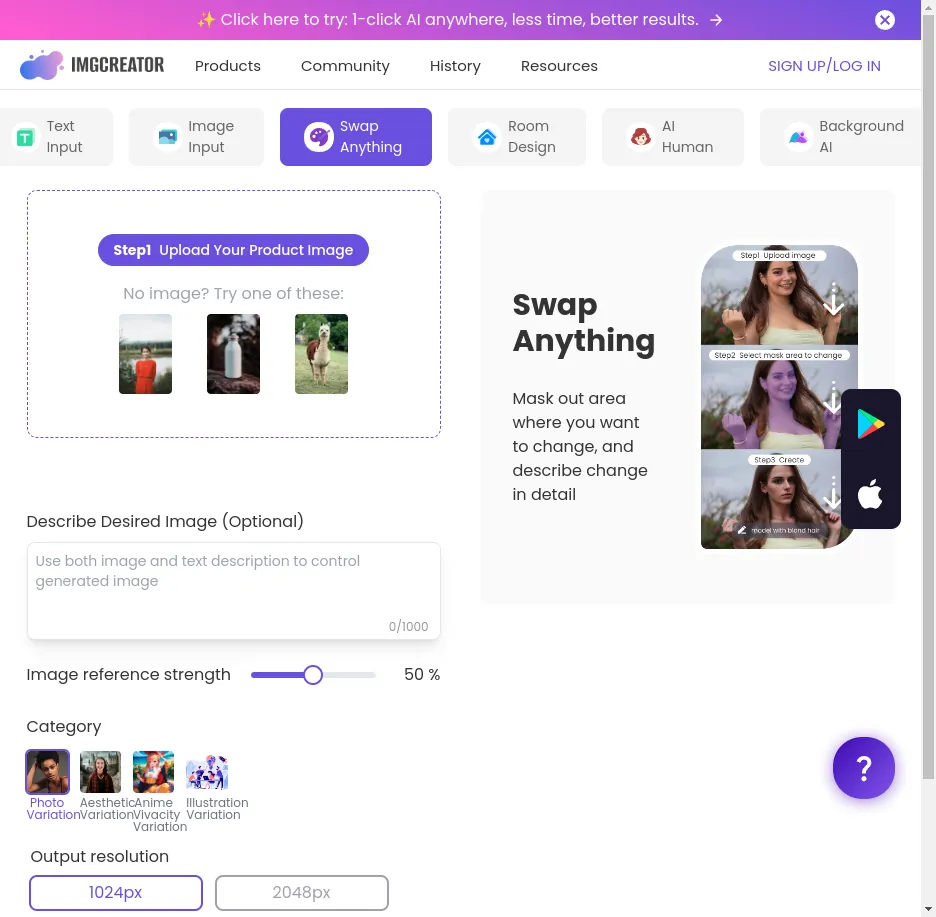 ✨ Click here to try: 1-click AI anywhere, less time, better results. →
IMGCREATOR
Products
Community
History
Resources
SIGN UP/LOG IN
Text
Input
Image
Input
Swap
Anything
Room
Design
AI
Human
Background
AI
Step1 Upload Your Product Image
No image? Try one of these:
Swap
Anything
Mask out area
where you want
to change, and
describe change
in detail
Step1 Upload image
Step2 Select mask area to change
Step3 Create
model with blond hair
Describe Desired Image (Optional)
Use both image and text description to control
generated image
0/1000
Image reference strength
50 %
Category
Photo
Variation
Aesthetic
Variation
Anime
Vivacity
Variation
Illustration
Variation
Output resolution
1024px
2048px
?